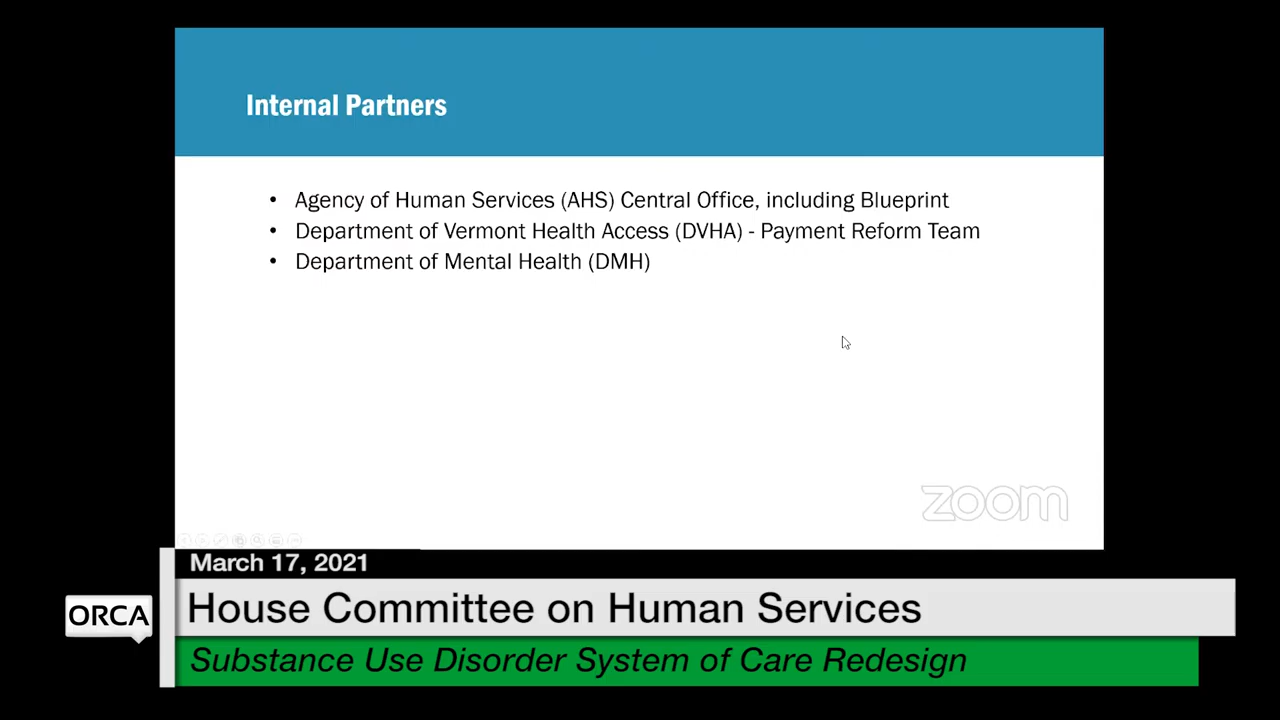 Internal Partners
• Agency of Human Services (AHS) Central Office, including Blueprint
• Department of Vermont Health Access (DVHA) - Payment Reform Team
• Department of Mental Health (DMH)
zoom
March 17, 2021
ORCA
House Committee on Human Services
Substance Use Disorder System of Care Redesign